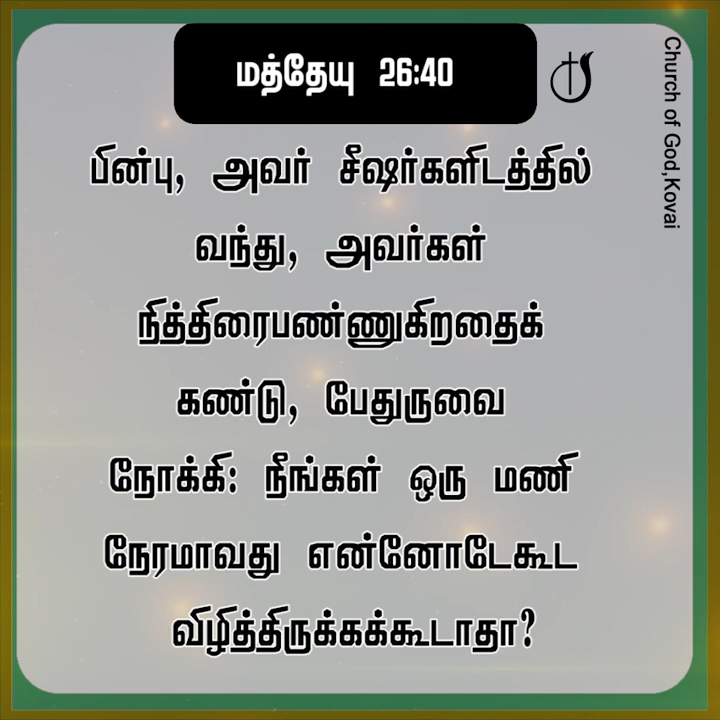 மத்தேயு 26:40
Church of God,Kovai
பின்பு, அவர் சீஷர்களிடத்தில்
வந்து, அவர்கள்
நித்திரைபண்ணுகிறதைக்
கண்டு, பேதுருவை
நோக்கி: நீங்கள் ஒரு மணி
நேரமாவது என்னோடேகூட
விழித்திருக்கக்கூடாதா?